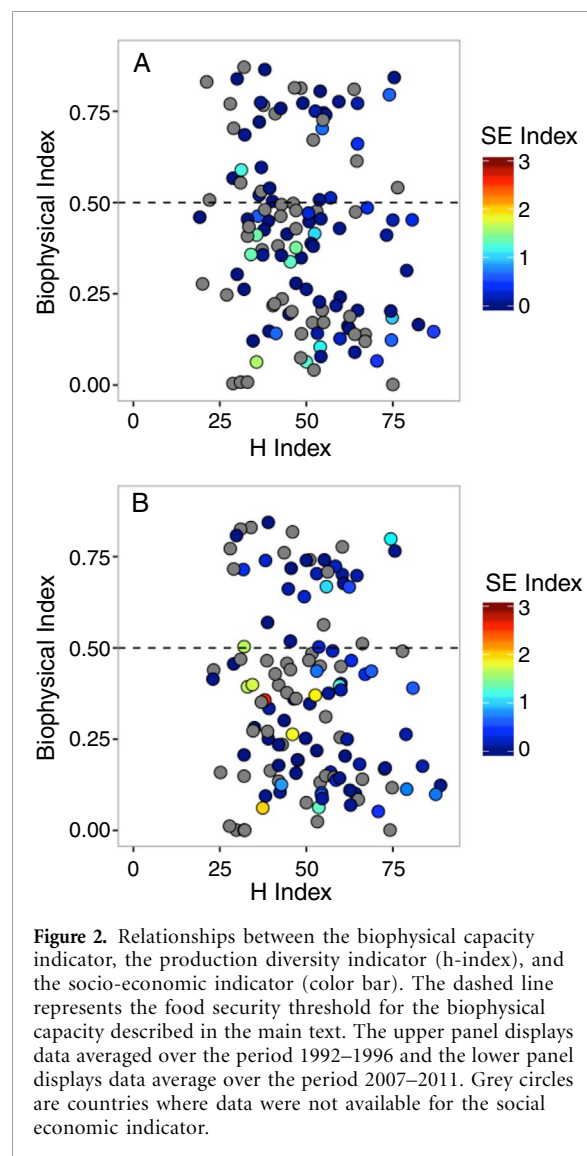 A
SE Index
3
2
1
0
Biophysical Index
0.75
0.50
0.25
0.00
0 25 50 75
H Index
B
SE Index
3
2
1
0
Biophysical Index
0.75
0.50
0.25
0.00
0 25 50 75
H Index
Figure 2. Relationships between the biophysical capacity
indicator, the production diversity indicator (h-index), and
the socio-economic indicator (color bar). The dashed line
represents the food security threshold for the biophysical
capacity described in the main text. The upper panel displays
data averaged over the period 1992–1996 and the lower panel
displays data average over the period 2007–2011. Grey circles
are countries where data were not available for the social
economic indicator.